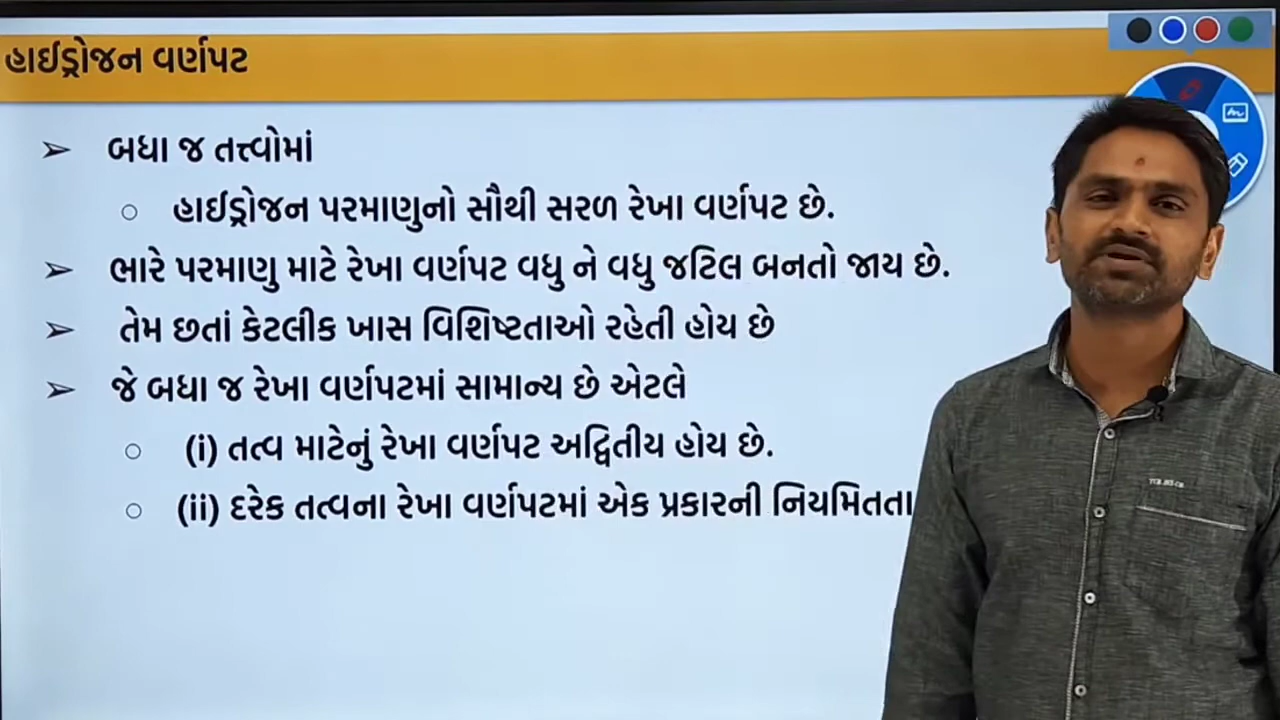 હાઈડ્રોજન વર્ણપટ
➢ બધા જ તત્ત્વોમાં
○ હાઈડ્રોજન પરમાણુનો સૌથી સરળ રેખા વર્ણપટ છે.
➢ ભારે પરમાણુ માટે રેખા વર્ણપટ વધુ ને વધુ જટિલ બનતો જાય છે.
➢ તેમ છતાં કેટલીક ખાસ વિશિષ્ટતાઓ રહેતી હોય છે
➢ જે બધા જ રેખા વર્ણપટમાં સામાન્ય છે એટલે
○ (i) તત્વ માટેનું રેખા વર્ણપટ અદ્વિતીય હોય છે.
○ (ii) દરેક તત્વના રેખા વર્ણપટમાં એક પ્રકારની નિયમિતતા